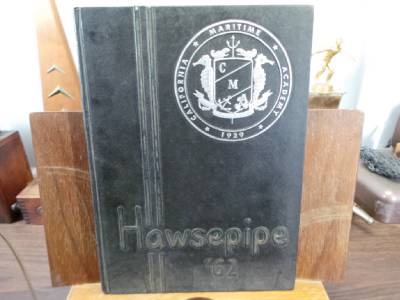 CALIFORNIA MARITIME ACADEMY
C
M
1929
Hawsepipe
'62